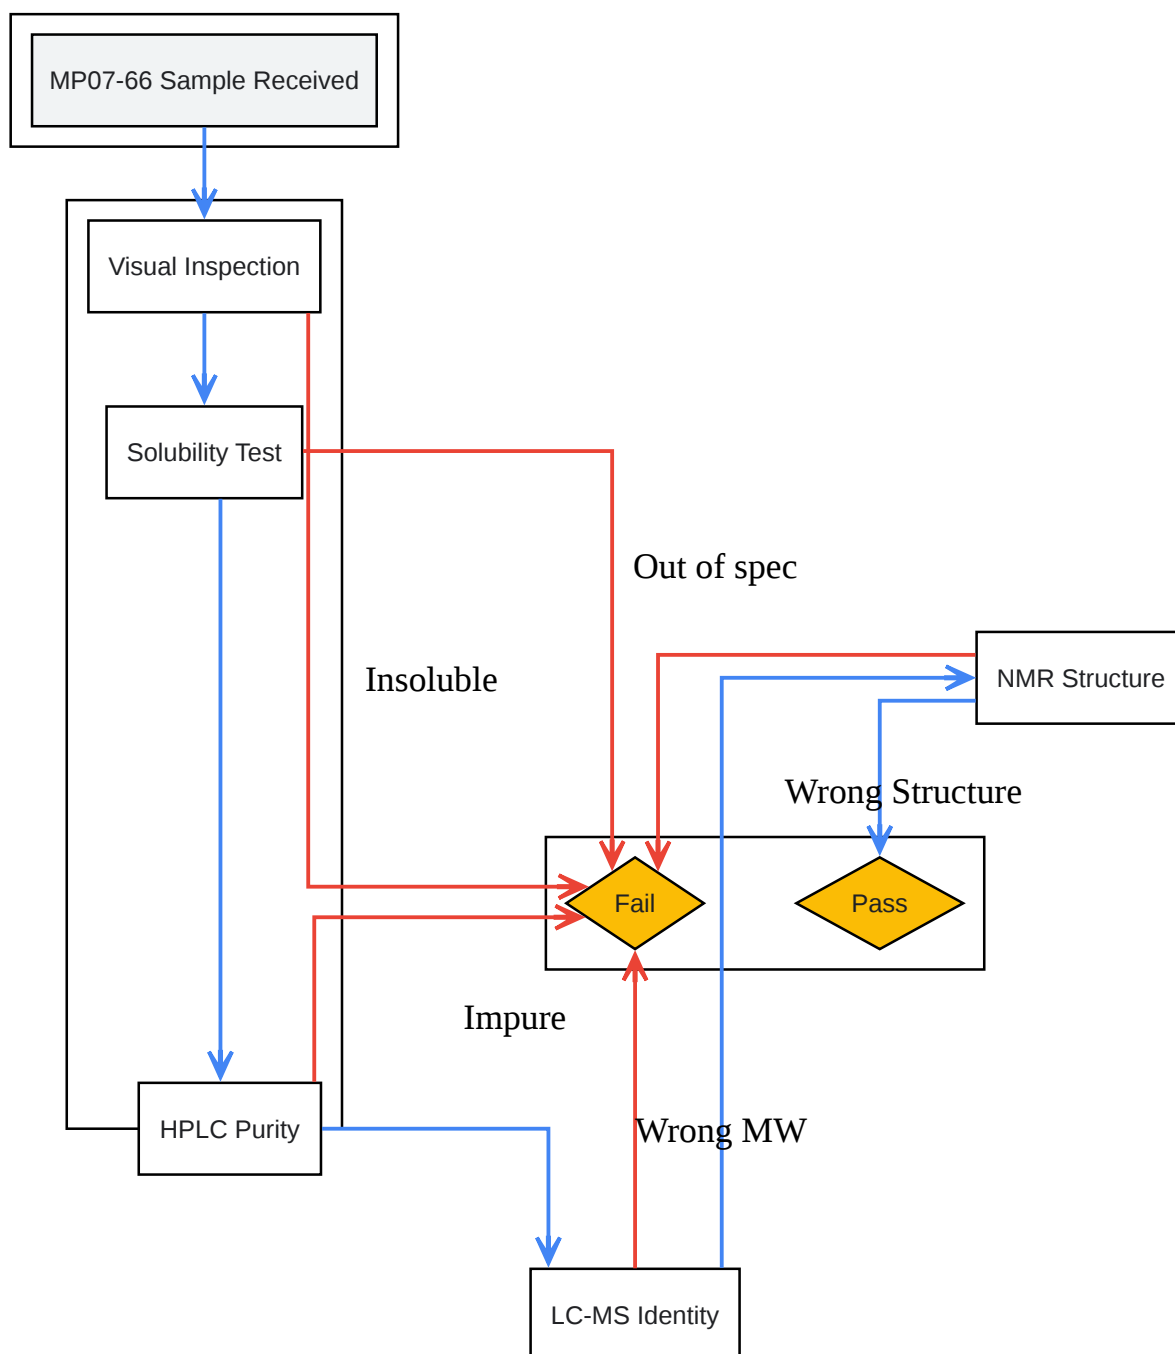 MP07-66 Sample Received
Visual Inspection
Solubility Test
Out of spec
Insoluble
NMR Structure
Wrong Structure
Fail
Pass
Impure
HPLC Purity
Wrong MW
LC-MS Identity